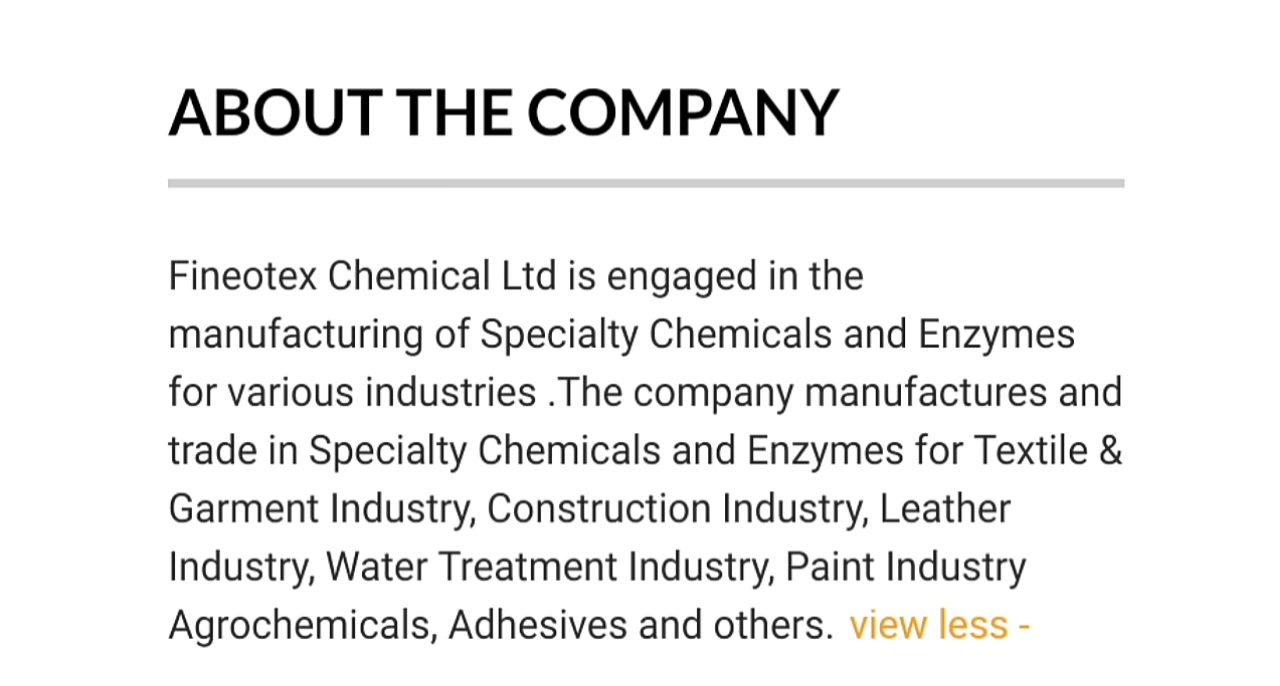 ABOUT THE COMPANY
Fineotex Chemical Ltd is engaged in the
manufacturing of Specialty Chemicals and Enzymes
for various industries .The company manufactures and
trade in Specialty Chemicals and Enzymes for Textile &
Garment Industry, Construction Industry, Leather
Industry, Water Treatment Industry, Paint Industry
Agrochemicals, Adhesives and others. view less -